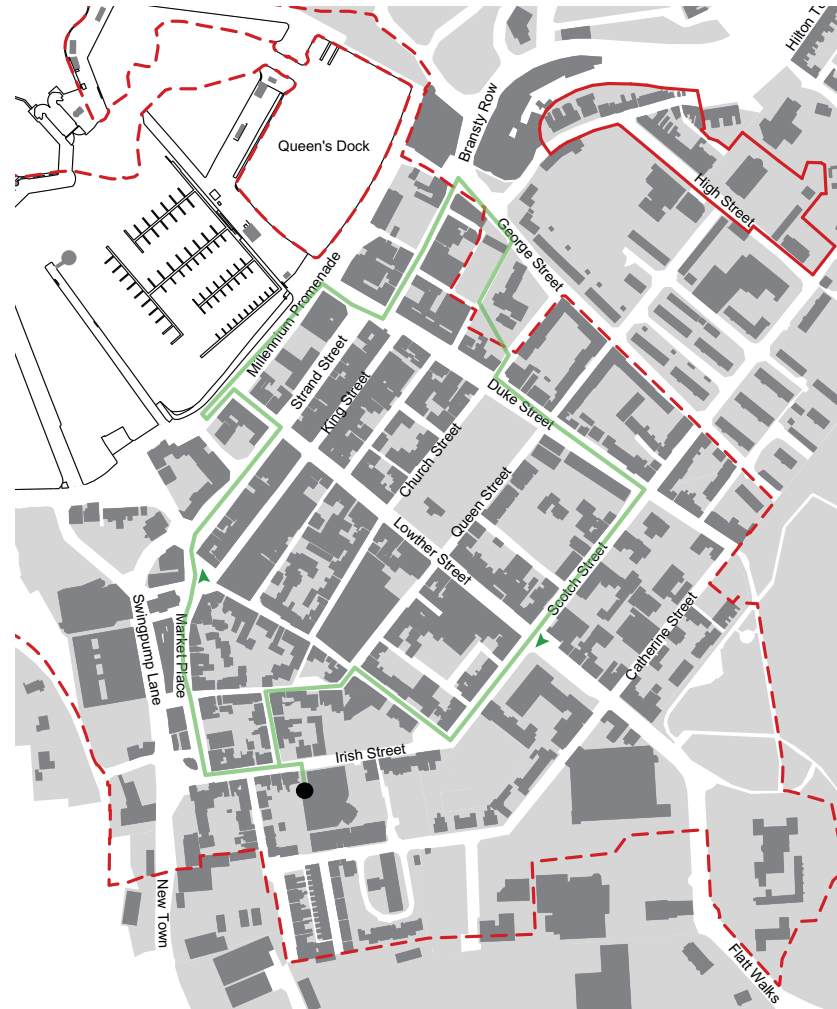 Hilton Te
Bransty Row
Queen's Dock
High Street
George Street
Millennium Promenade
Strand Street
King Street
Duke Street
Church Street
Queen Street
Lowther Street
Scotch Street
Catherine Street
Swingpump Lane
Market Place
Irish Street
New Town
Flatt Walks